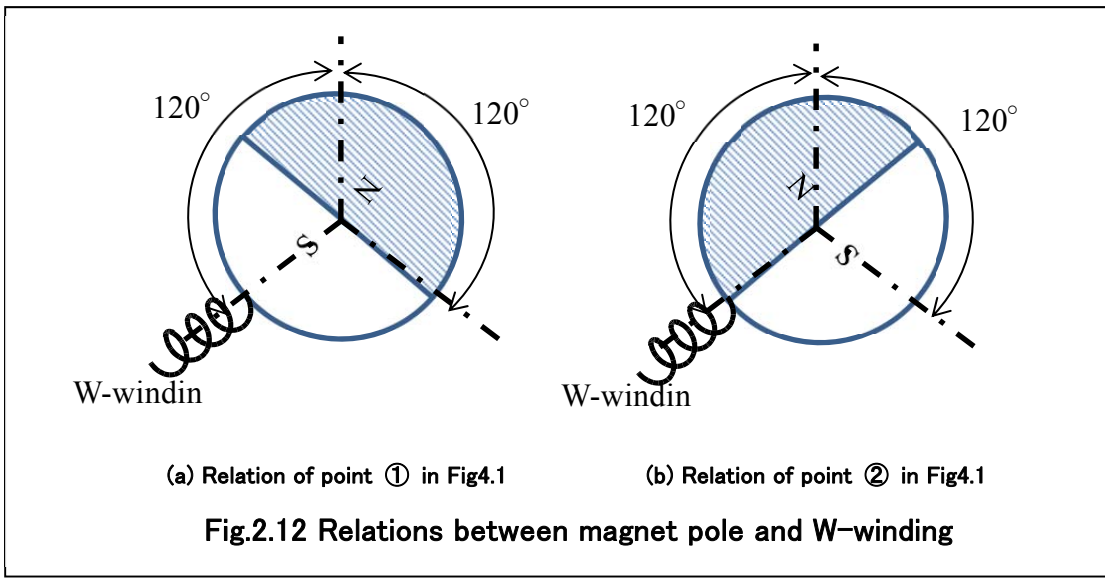 120°
120°
N
S
W-windin
(a) Relation of point ① in Fig4.1
120°
120°
N
S
W-windin
(b) Relation of point ② in Fig4.1
Fig.2.12 Relations between magnet pole and W-winding